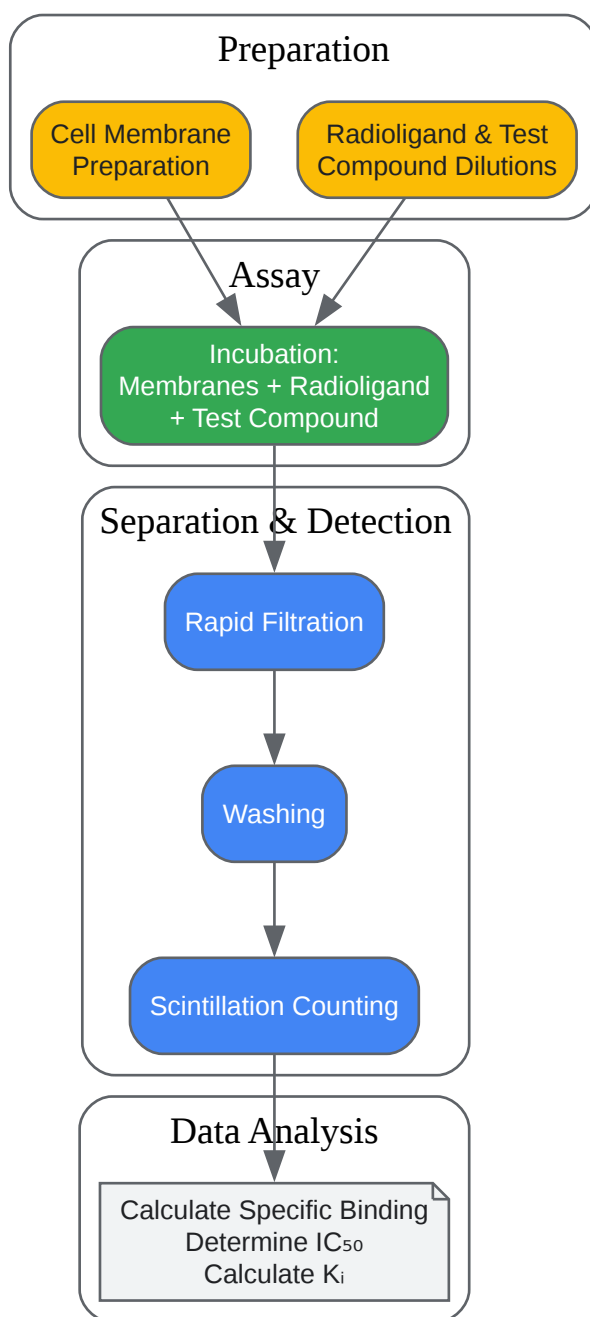 Preparation
Cell Membrane
Preparation
Radioligand & Test
Compound Dilutions
Assay
Incubation:
Membranes + Radioligand
+ Test Compound
Separation & Detection
Rapid Filtration
Washing
Scintillation Counting
Data Analysis
Calculate Specific Binding
Determine IC₅₀
Calculate Kᵢ